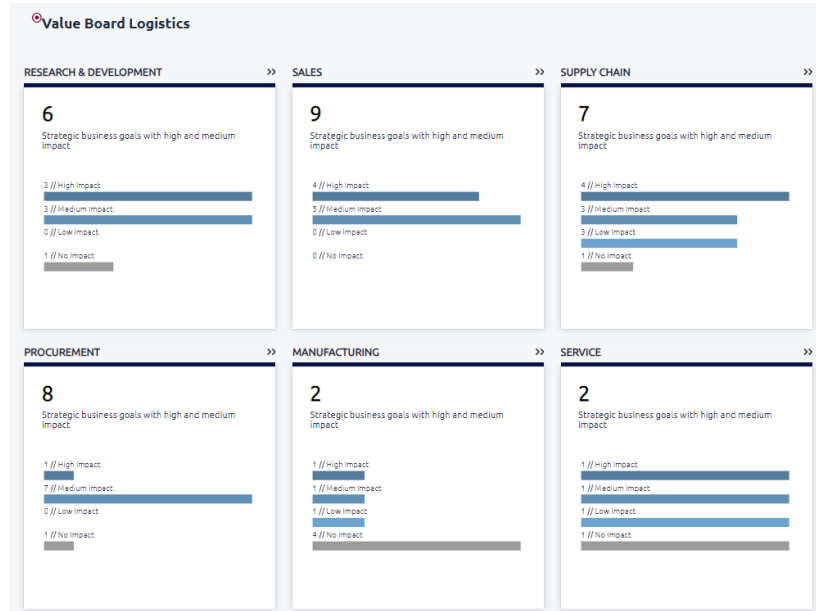 Value Board Logistics
RESEARCH & DEVELOPMENT »
6
Strategic business goals with high and medium
impact
3 // High Impact
3 // Medium Impact
0 // Low Impact
1 // No Impact
SALES »
9
Strategic business goals with high and medium
impact
4 // High Impact
5 // Medium Impact
0 // Low Impact
0 // No Impact
SUPPLY CHAIN »
7
Strategic business goals with high and medium
impact
4 // High Impact
3 // Medium Impact
3 // Low Impact
1 // No Impact
PROCUREMENT »
8
Strategic business goals with high and medium
impact
1 // High Impact
7 // Medium Impact
0 // Low Impact
1 // No Impact
MANUFACTURING »
2
Strategic business goals with high and medium
impact
1 // High Impact
1 // Medium Impact
1 // Low Impact
4 // No Impact
SERVICE »
2
Strategic business goals with high and medium
impact
1 // High Impact
1 // Medium Impact
1 // Low Impact
1 // No Impact